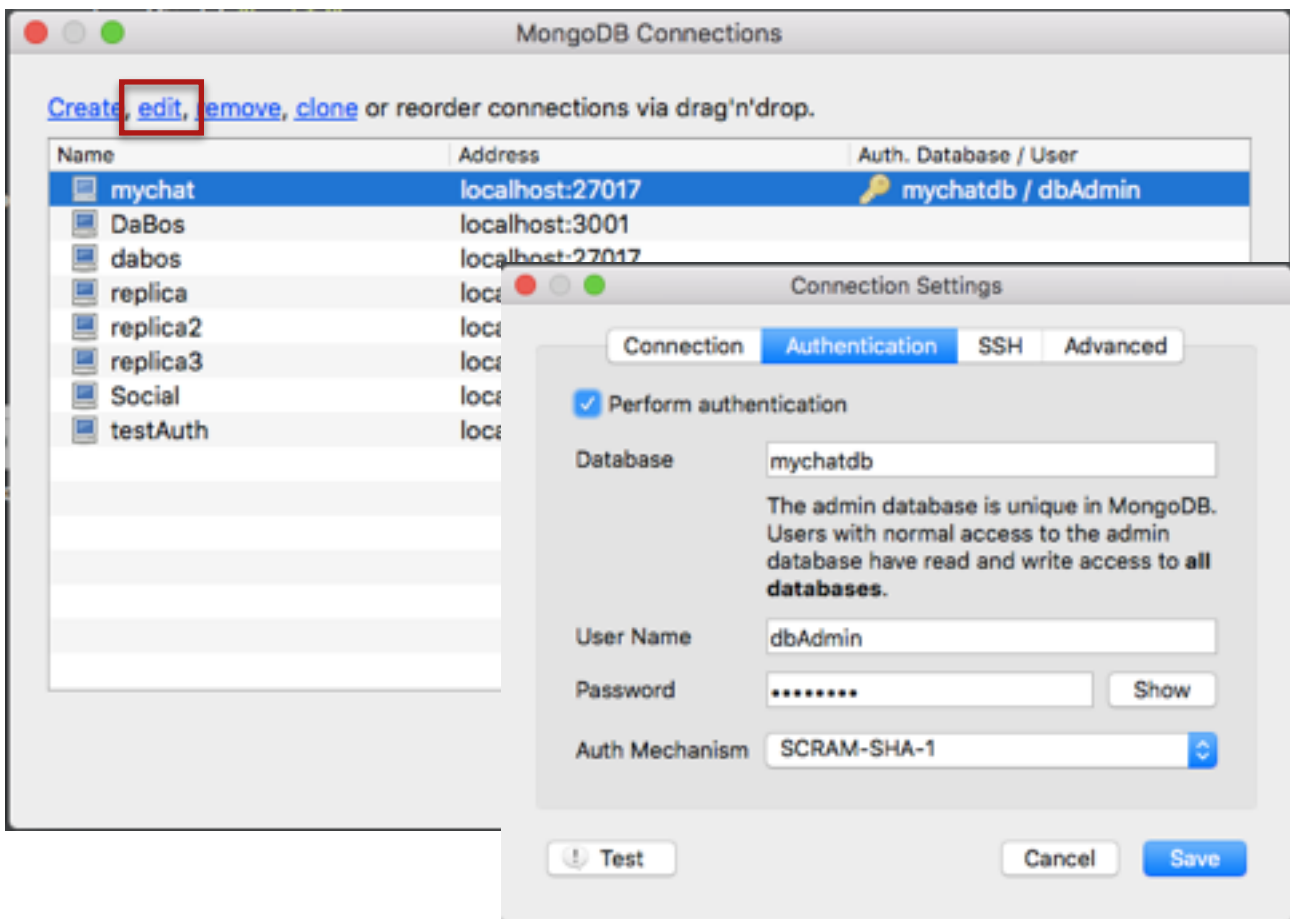 MongoDB Connections
Create, edit, remove, clone or reorder connections via drag'n'drop.
Name Address Auth. Database / User
mychat localhost:27017 mychatdb / dbAdmin
DaBos localhost:3001
dabos localhost:27017
replica
replica2
replica3
Social
testAuth
Connection Settings
Connection Authentication SSH Advanced
Perform authentication
Database mychatdb
The admin database is unique in MongoDB.
Users with normal access to the admin
database have read and write access to all
databases.
User Name dbAdmin
Password •••••••• Show
Auth Mechanism SCRAM-SHA-1
Test Cancel Save